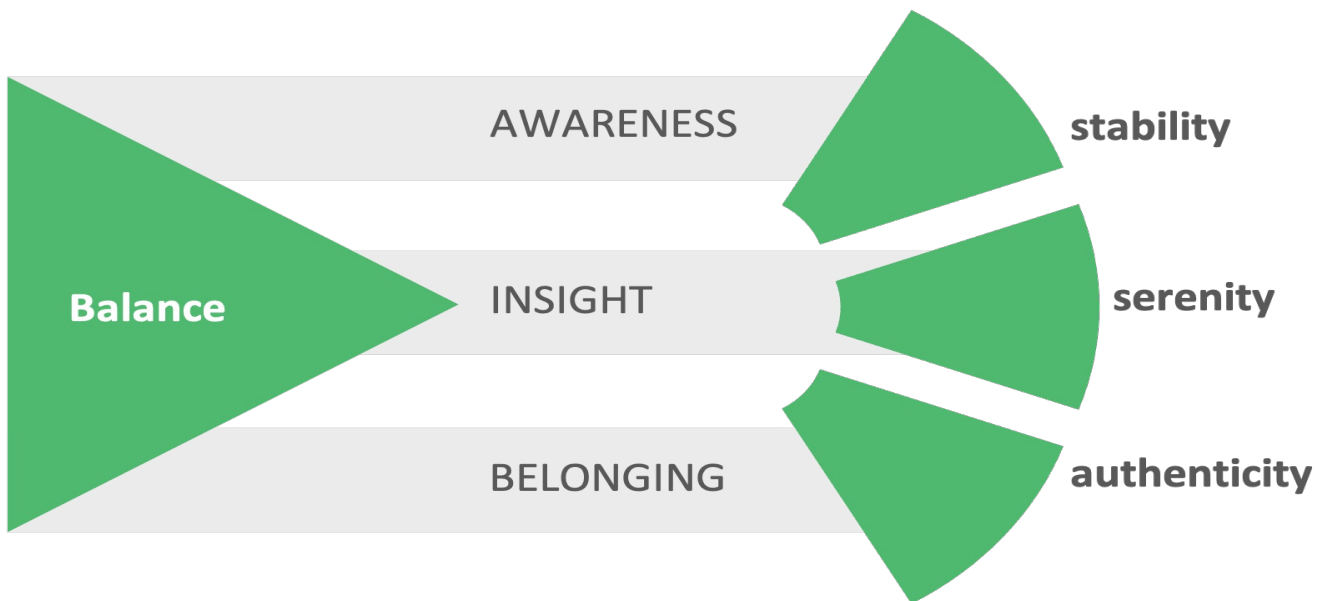 AWARENESS
stability
Balance
INSIGHT
serenity
BELONGING
authenticity